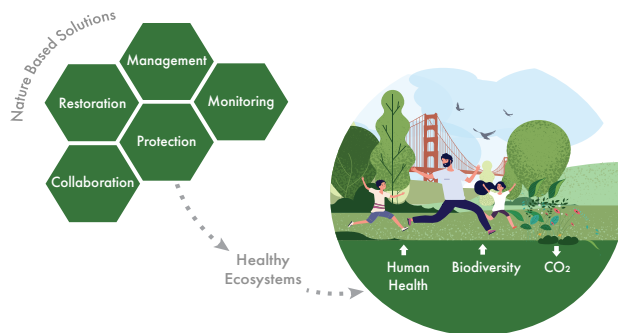 Nature Based Solutions
Management
Restoration
Monitoring
Protection
Collaboration
Healthy
Ecosystems
Human
Health
Biodiversity
CO₂